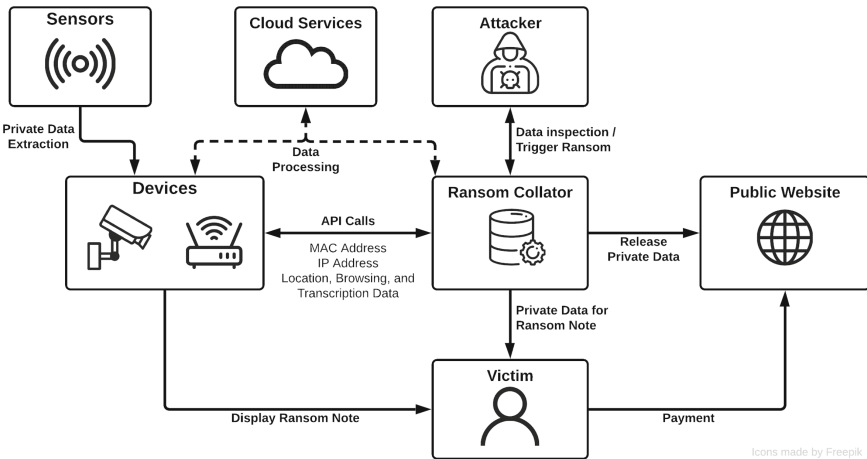 Sensors
Cloud Services
Attacker
Private Data
Extraction
Data
Processing
Data inspection /
Trigger Ransom
Devices
API Calls
MAC Address
IP Address
Location, Browsing, and
Transcription Data
Ransom Collator
Release
Private Data
Public Website
Private Data for
Ransom Note
Display Ransom Note
Victim
Payment
Icons made by Freepik